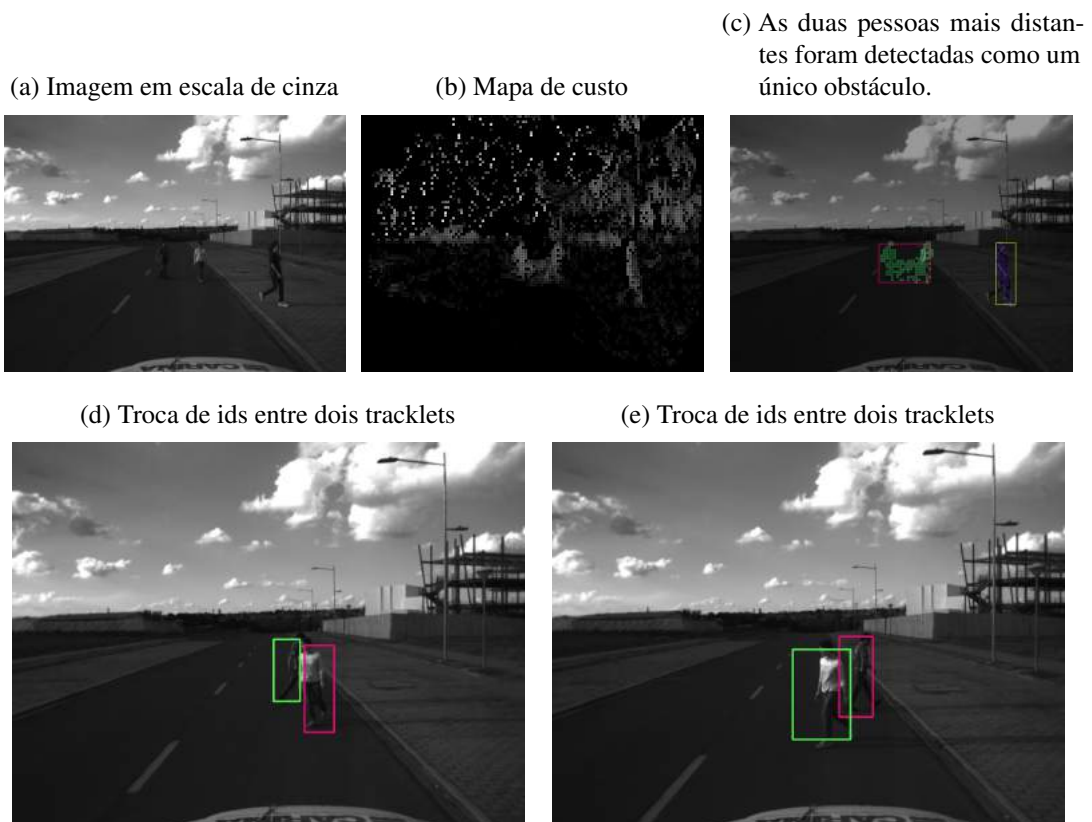 (c) As duas pessoas mais distan-
tes foram detectadas como um
único obstáculo.
(a) Imagem em escala de cinza
(b) Mapa de custo
(d) Troca de ids entre dois tracklets
(e) Troca de ids entre dois tracklets